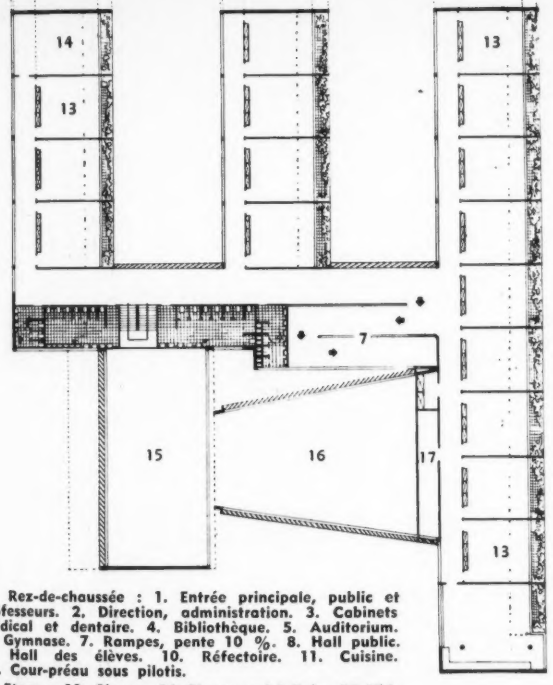 14
13
13
7
15
16
17
13
Rez-de-chaussée : 1. Entrée principale, public et
fesseurs. 2. Direction, administration. 3. Cabinets
dical et dentaire. 4. Bibliothèque. 5. Auditorium.
Gymnase. 7. Rampes, pente 10 %. 8. Hall public.
Hall des élèves. 10. Réfectoire. 11. Cuisine.
Cour-préau sous pilotis.